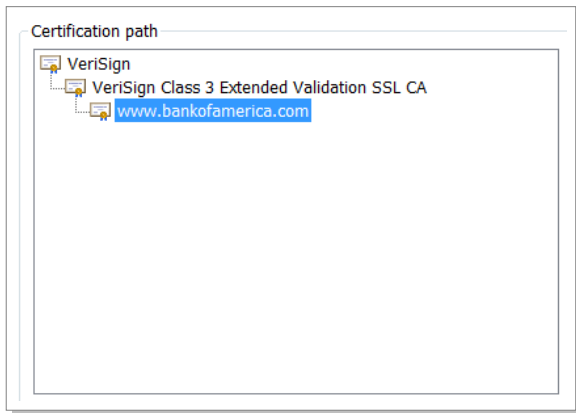 Certification path
VeriSign
VeriSign Class 3 Extended Validation SSL CA
www.bankofamerica.com